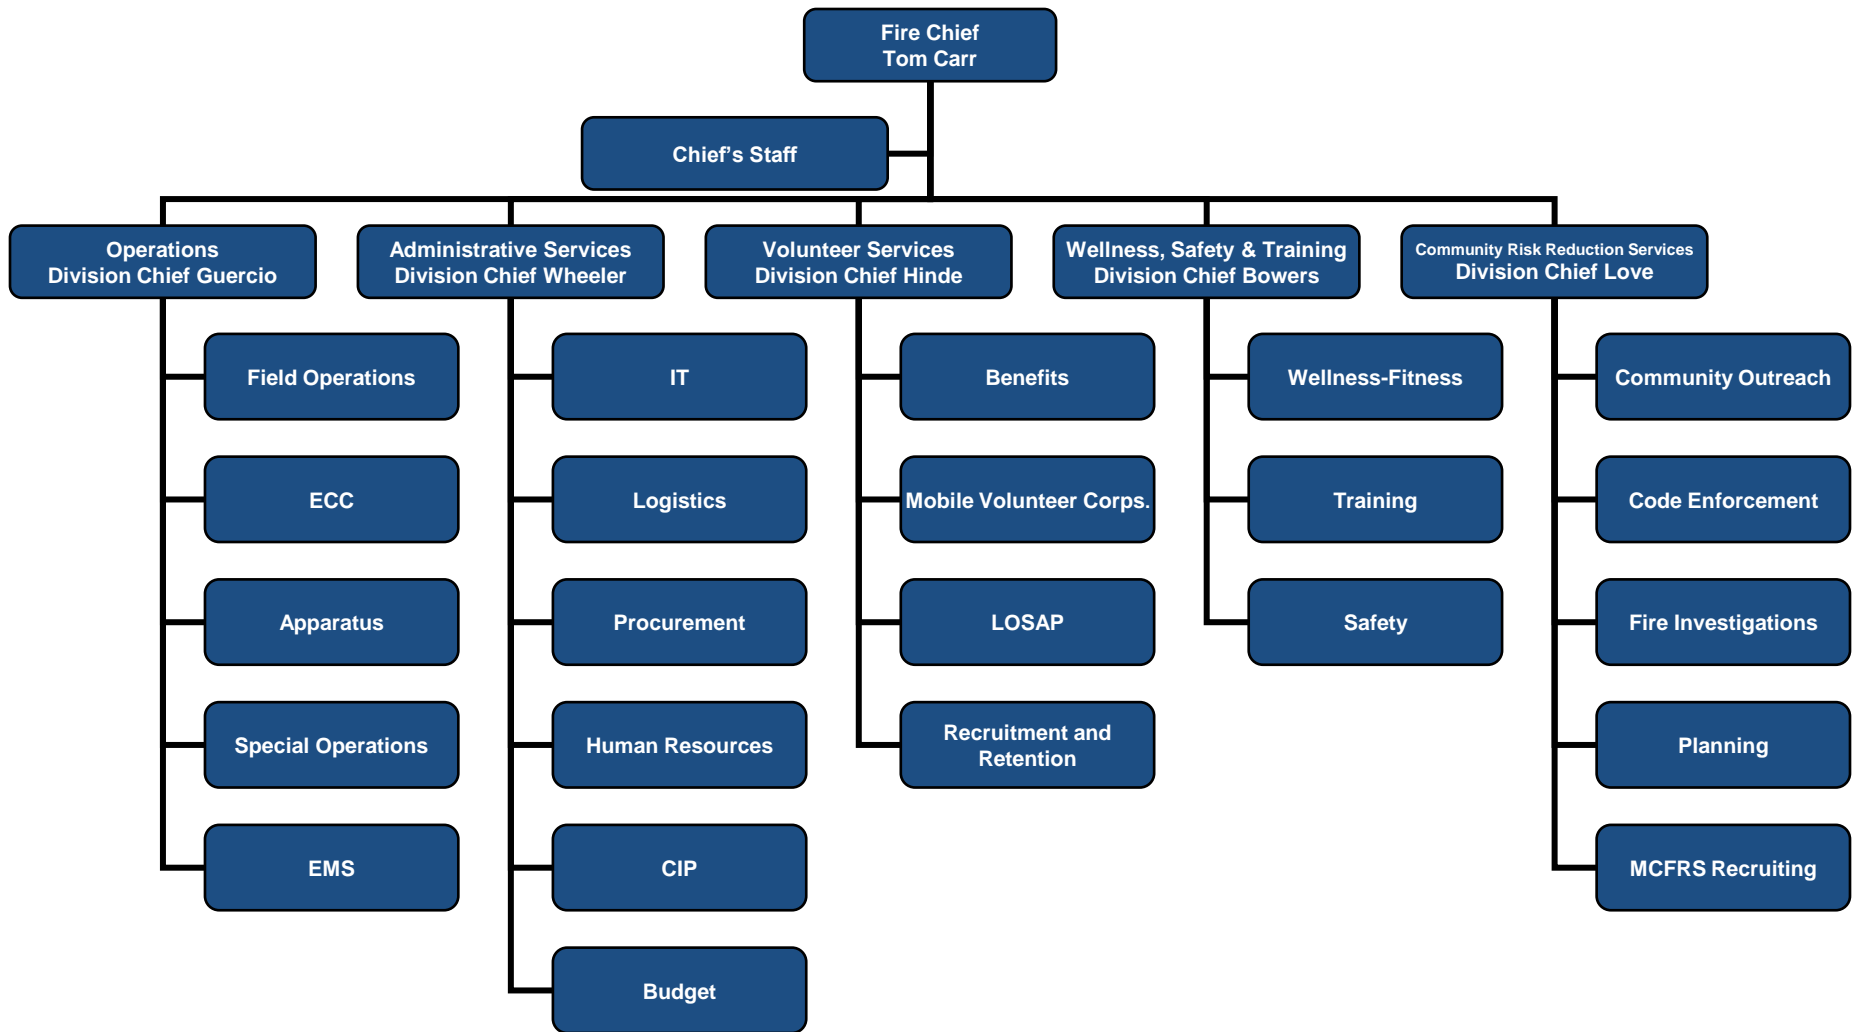 Fire Chief
Tom Carr
Chief's Staff
Operations
Division Chief Guercio
Administrative Services
Division Chief Wheeler
Volunteer Services
Division Chief Hinde
Wellness, Safety & Training
Division Chief Bowers
Community Risk Reduction Services
Division Chief Love
Field Operations
ECC
Apparatus
Special Operations
EMS
IT
Logistics
Procurement
Human Resources
CIP
Budget
Benefits
Mobile Volunteer Corps.
LOSAP
Recruitment and
Retention
Wellness-Fitness
Training
Safety
Community Outreach
Code Enforcement
Fire Investigations
Planning
MCFRS Recruiting